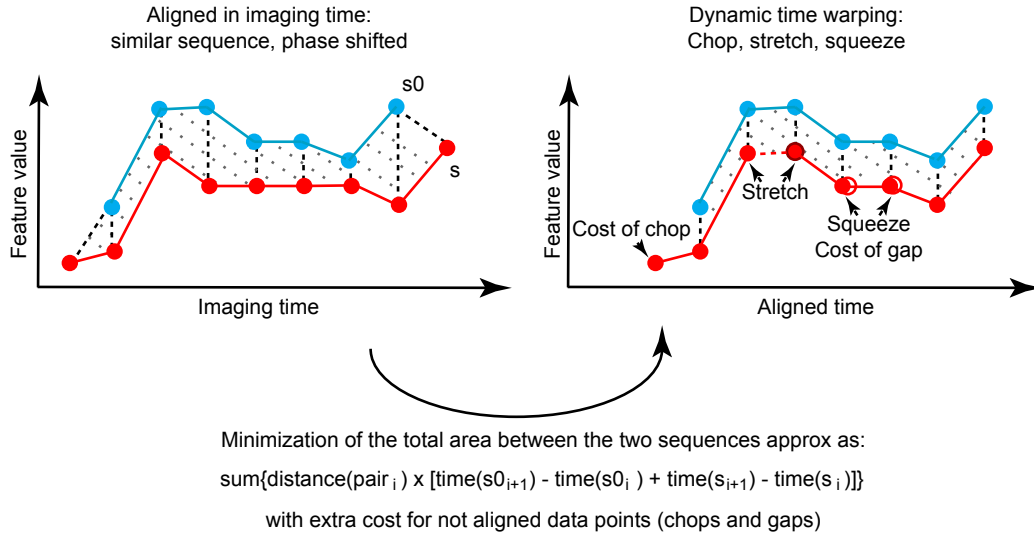 Aligned in imaging time:
similar sequence, phase shifted
Dynamic time warping:
Chop, stretch, squeeze
Feature value
s0
s
Imaging time
Feature value
Stretch
Cost of chop
Squeeze
Cost of gap
Aligned time
Minimization of the total area between the two sequences approx as:
sum{distance(pair i ) x [time(s0i+1) - time(s0i ) + time(si+1) - time(si )]}
with extra cost for not aligned data points (chops and gaps)